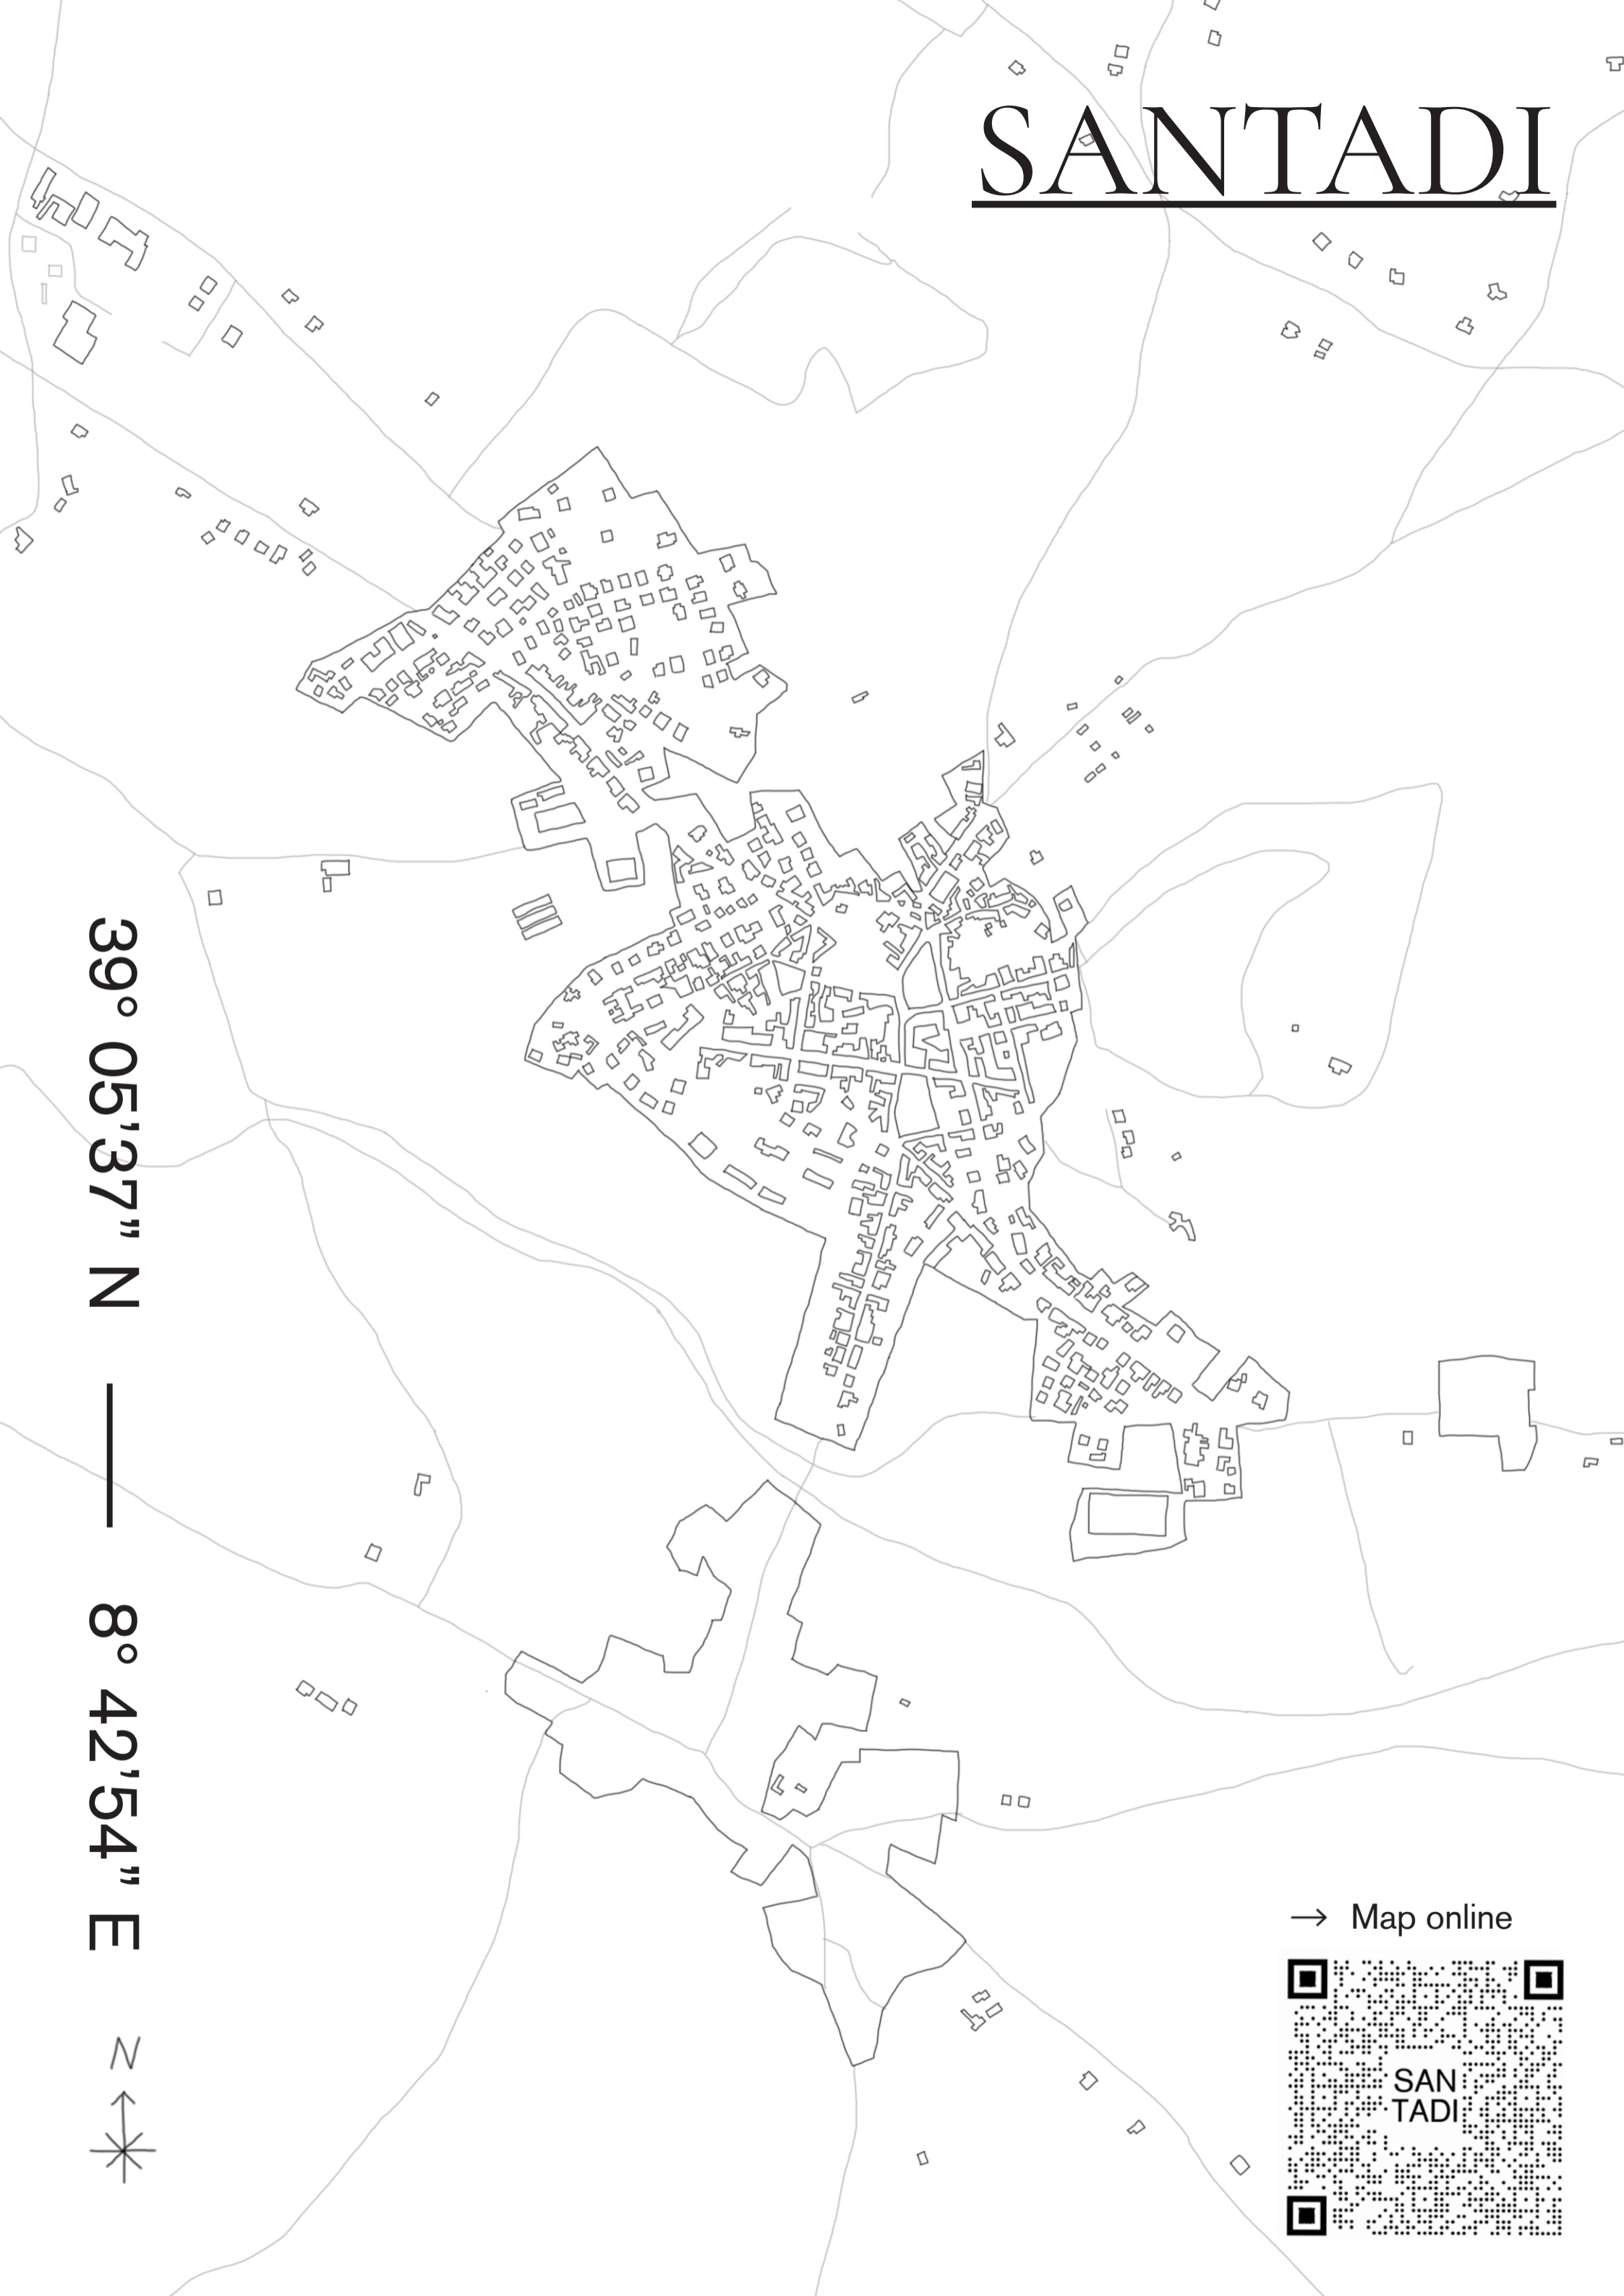 SANTADI
39° 05’37” N — 8° 42’54” E
N
→ Map online
SAN
TADI